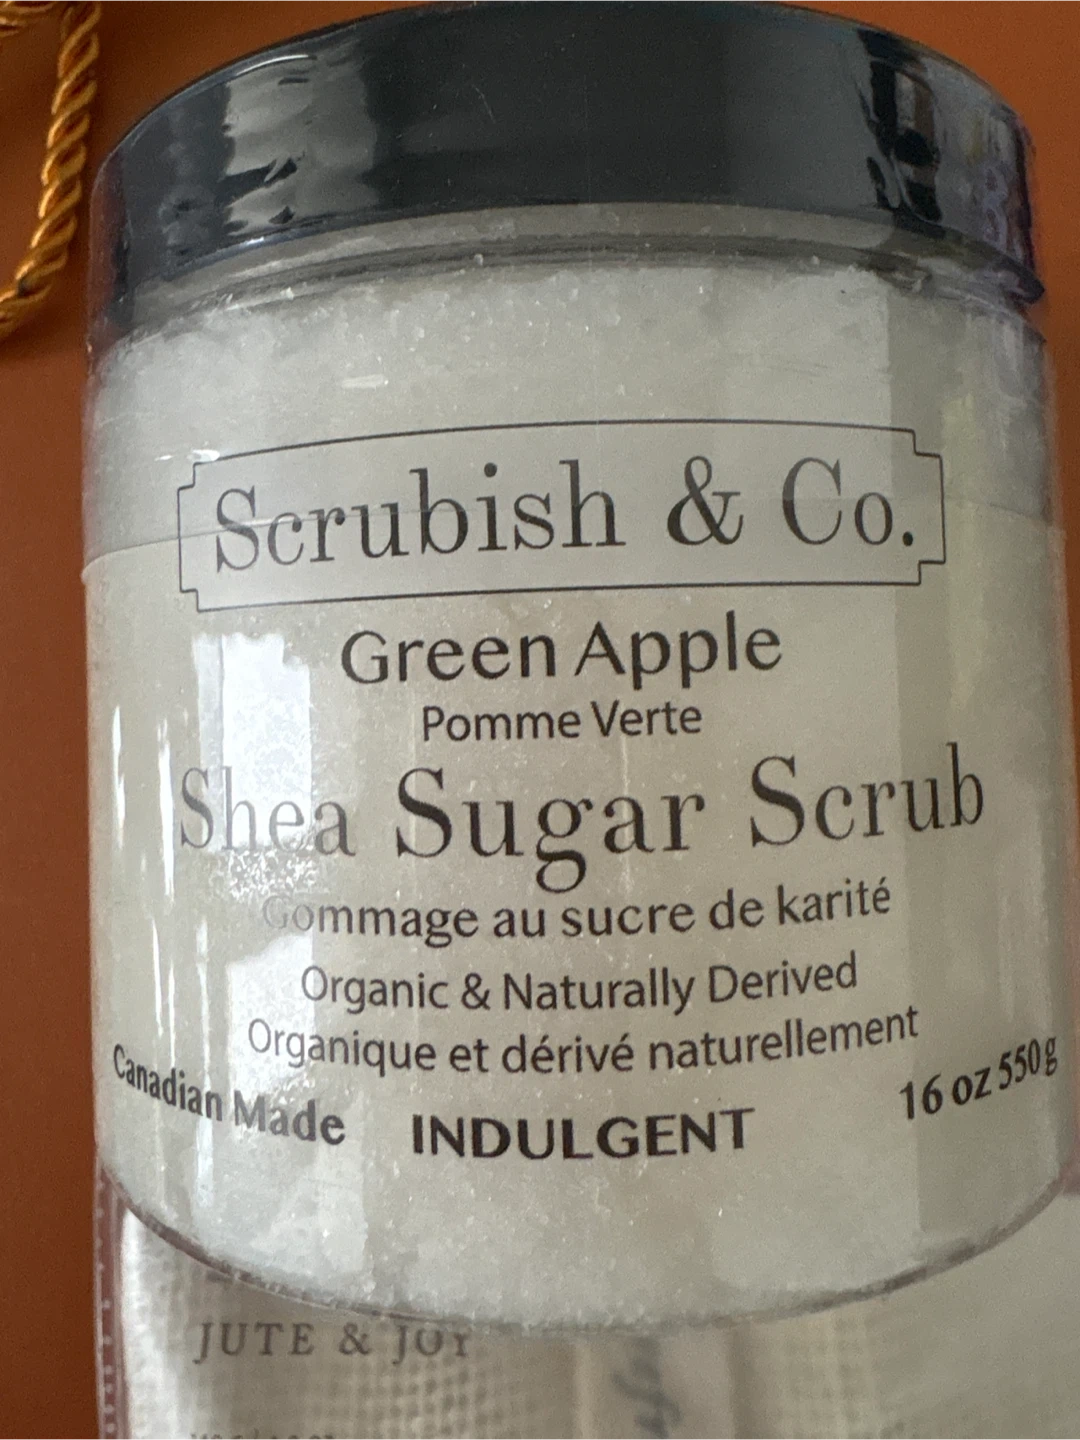 Scrubish & Co.
Green Apple
Pomme Verte
Shea Sugar Scrub
Gommage au sucre de karité
Organic & Naturally Derived
Organique et dérivé naturellement
Canadian Made
INDULGENT
16 oz 550g
JUTE & JOY